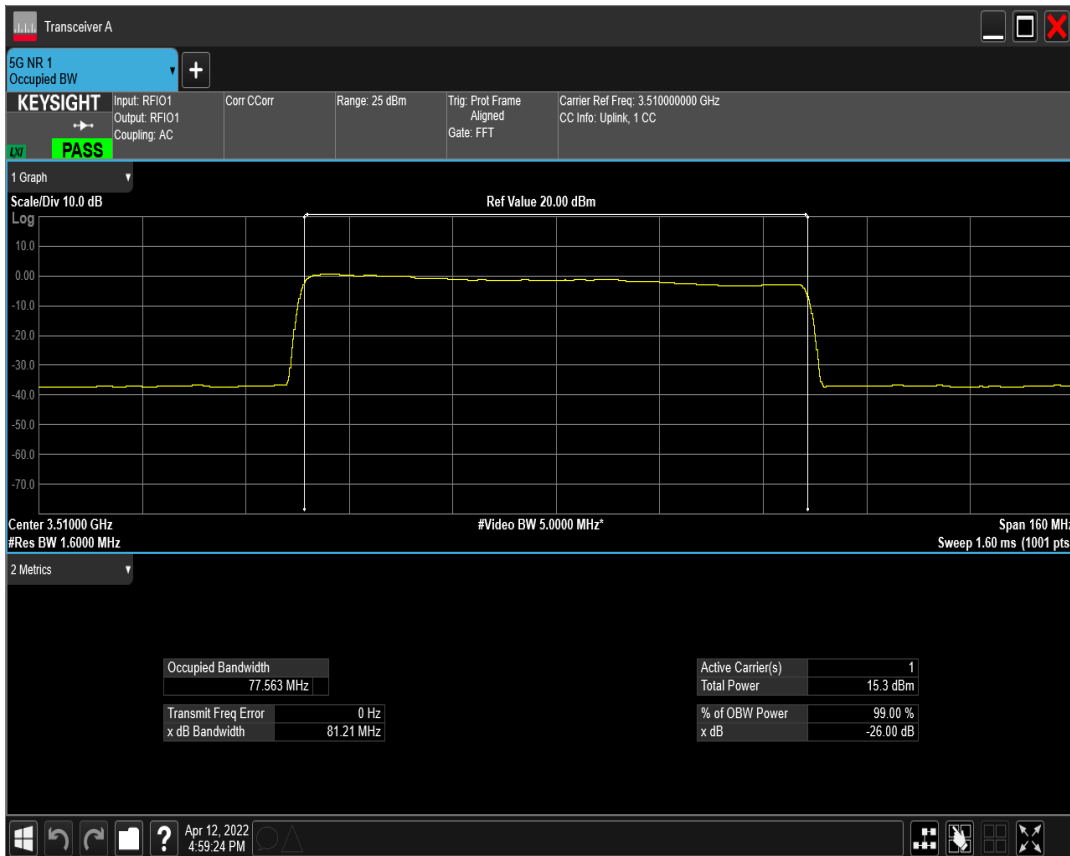 Transceiver A
5G NR 1
Occupied BW
KEYSIGHT
LXI
PASS
Input: RFIO1
Output: RFIO1
Coupling: AC
Corr CCorr
Range: 25 dBm
Trig: Prot Frame
Aligned
Gate: FFT
Carrier Ref Freq: 3.510000000 GHz
CC Info: Uplink, 1 CC
1 Graph
Scale/Div 10.0 dB
Ref Value 20.00 dBm
Log
10.0
0.00
-10.0
-20.0
-30.0
-40.0
-50.0
-60.0
-70.0
Center 3.51000 GHz
#Video BW 5.0000 MHz*
Span 160 MHz
#Res BW 1.6000 MHz
Sweep 1.60 ms (1001 pts
2 Metrics
Occupied Bandwidth
77.563 MHz
Transmit Freq Error 0 Hz
x dB Bandwidth 81.21 MHz
Active Carrier(s) 1
Total Power 15.3 dBm
% of OBW Power 99.00 %
x dB -26.00 dB
?
Apr 12, 2022
4:59:24 PM